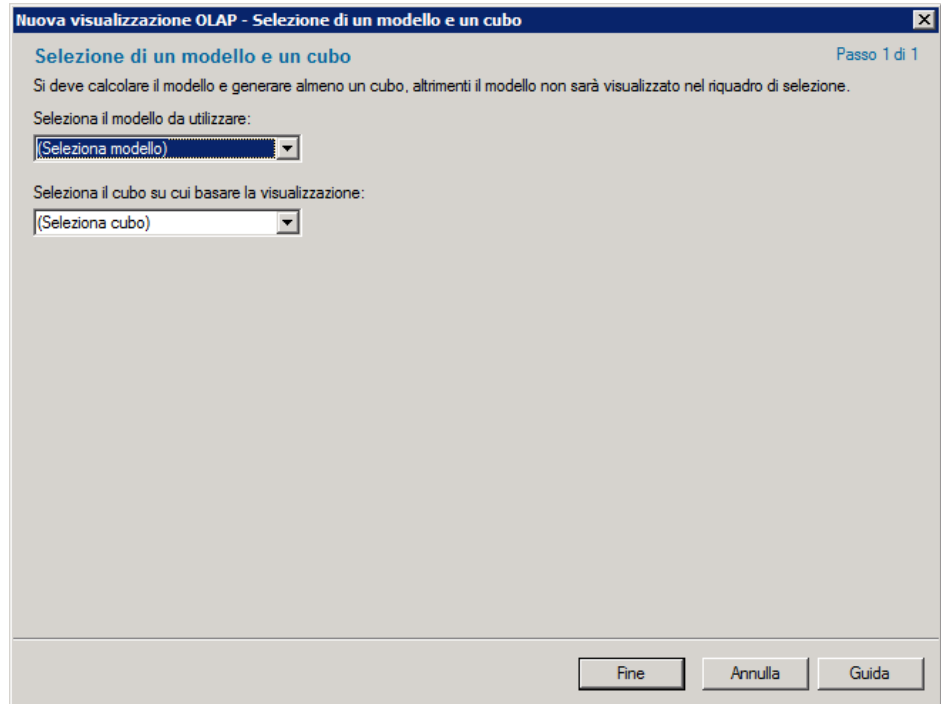 Nuova visualizzazione OLAP - Selezione di un modello e un cubo
Selezione di un modello e un cubo
Passo 1 di 1
Si deve calcolare il modello e generare almeno un cubo, altrimenti il modello non sarà visualizzato nel riquadro di selezione.
Seleziona il modello da utilizzare:
(Seleziona modello)
Seleziona il cubo su cui basare la visualizzazione:
(Seleziona cubo)
Fine
Annulla
Guida